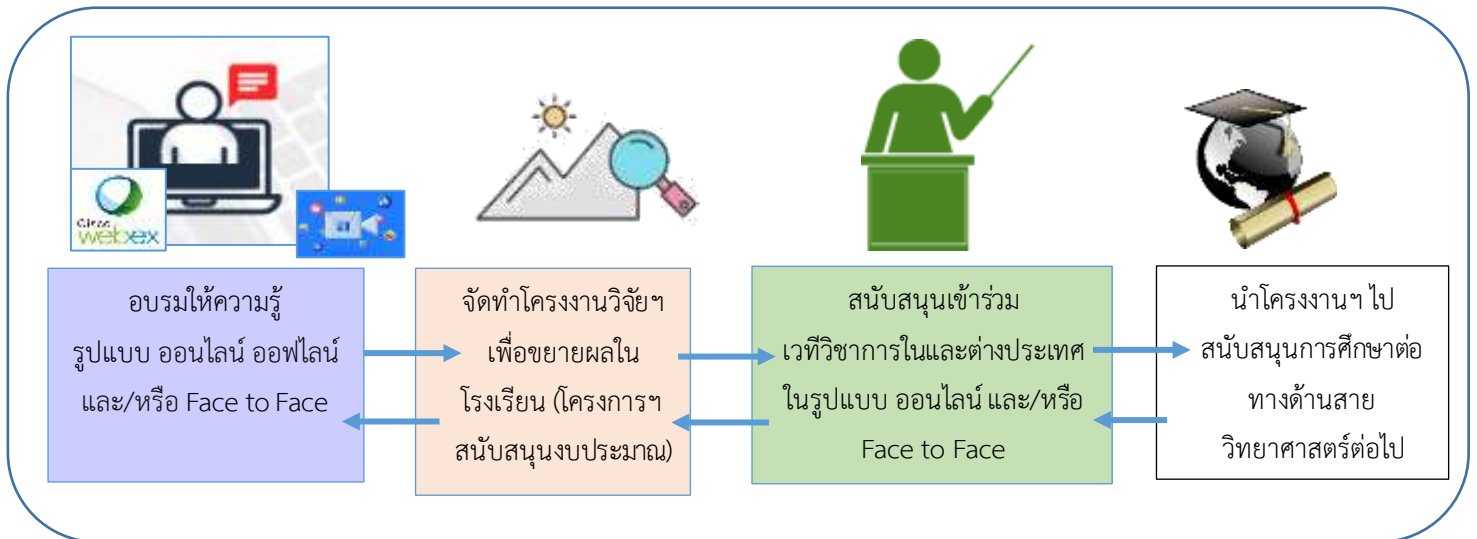 Cisco
webex
อบรมให้ความรู้
รูปแบบ ออนไลน์ ออฟไลน์
และ/หรือ Face to Face
จัดทำโครงงานวิจัยฯ
เพื่อขยายผลใน
โรงเรียน (โครงการฯ
สนับสนุนงบประมาณ)
สนับสนุนเข้าร่วม
เวทีวิชาการในและต่างประเทศ
ในรูปแบบ ออนไลน์ และ/หรือ
Face to Face
นำโครงงานฯ ไป
สนับสนุนการศึกษาต่อ
ทางด้านสาย
วิทยาศาสตร์ต่อไป